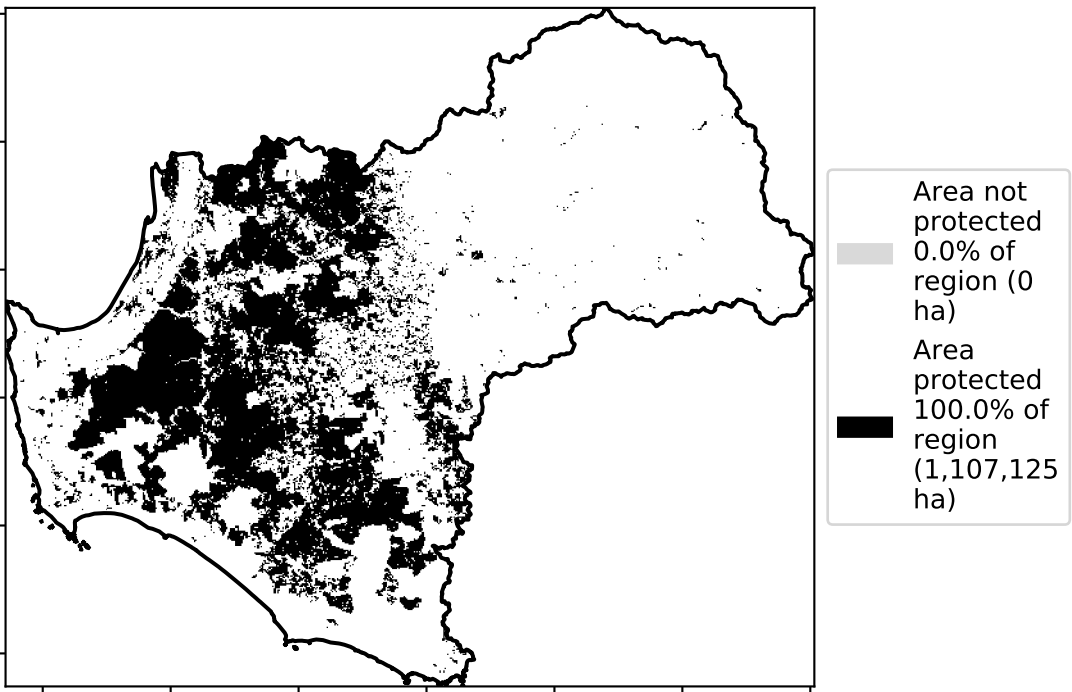 Area not
protected
0.0% of
region (0
ha)
Area
protected
100.0% of
region
(1,107,125
ha)